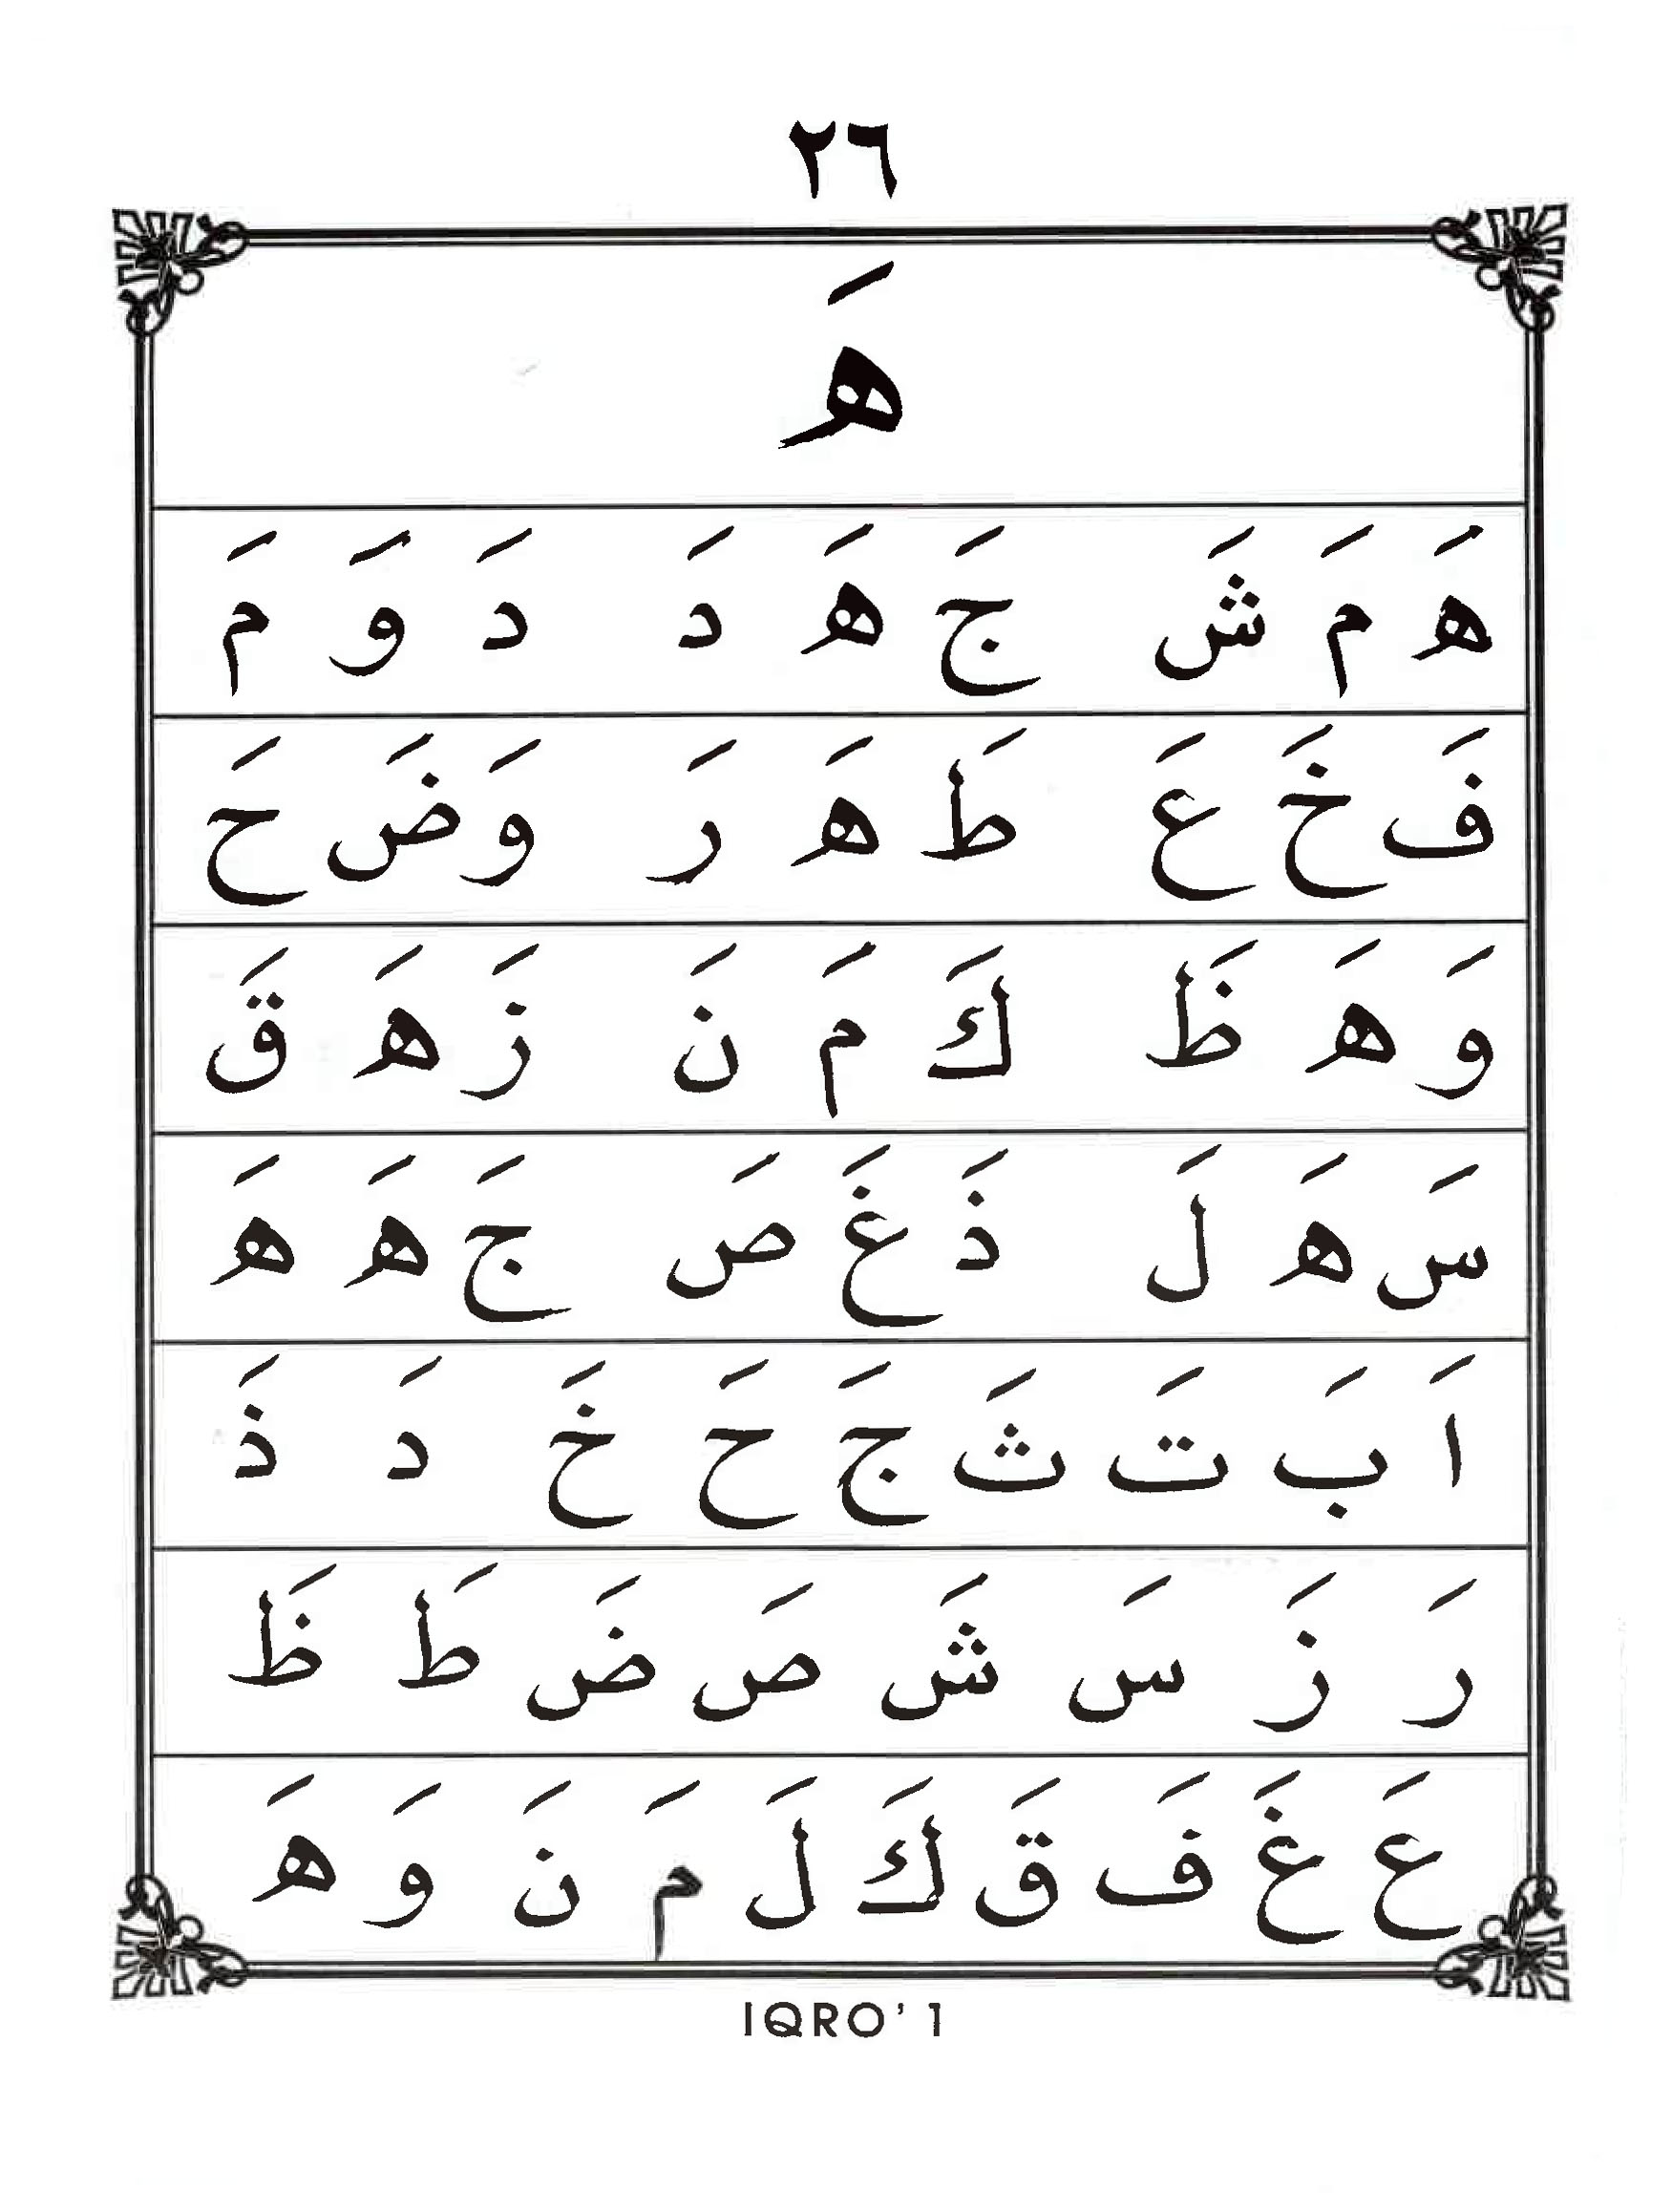 ٢٦
هَ
هَ مَ شَ جَ هَ دَ دَ وَ مَ
فَ خَ عَ طَ هَ رَ وَ ضَ حَ
وَ هَ ظَ كَ مَ نَ زَ هَ قَ
سَ هَ لَ ذَ غَ صَ جَ هَ هَ
اَ بَ تَ ثَ جَ حَ خَ دَ ذَ
رَ زَ سَ شَ صَ ضَ طَ ظَ
عَ غَ فَ قَ كَ لَ مَ نَ وَ هَ
IQRO' 1